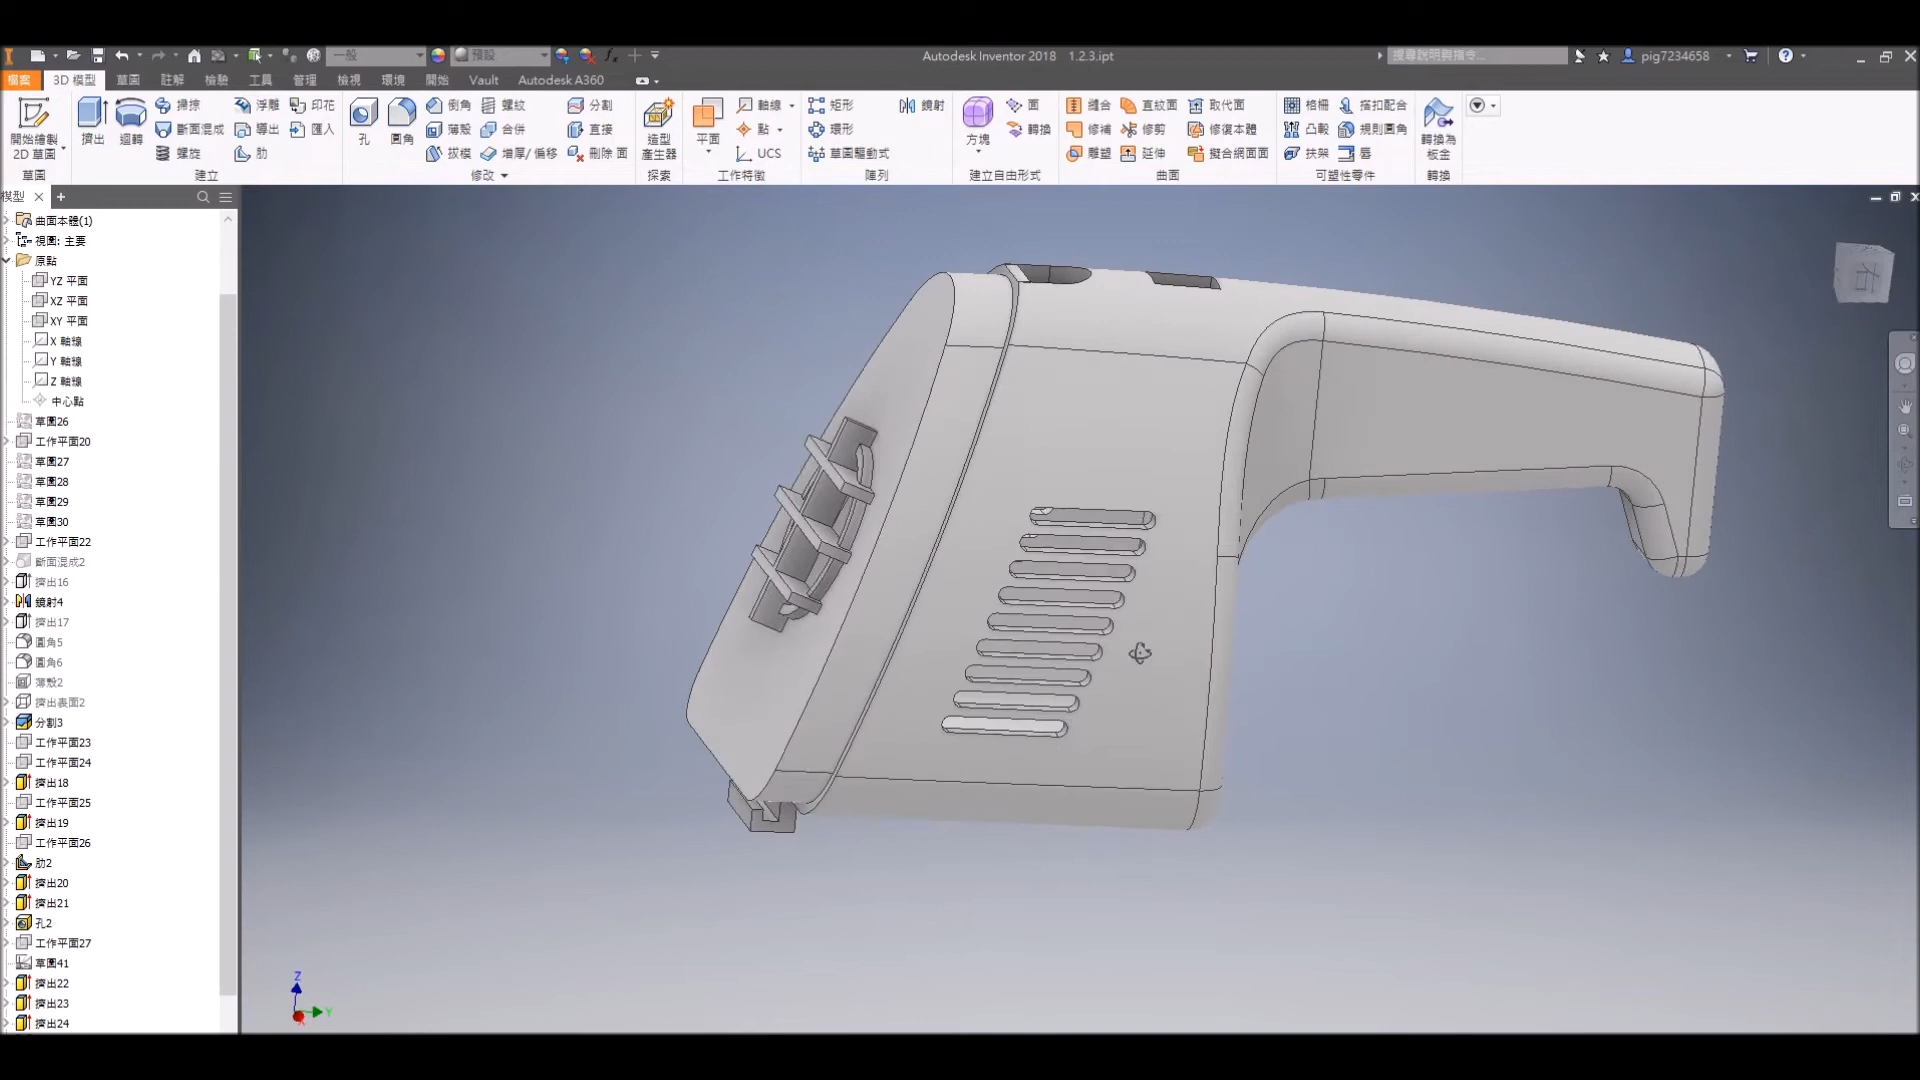 一般
預設
Autodesk Inventor 2018 1.2.3.ipt
搜尋說明與指令...
pig7234658
檔案 3D 模型 草圖 註解 檢驗 工具 管理 檢視 環境 開始 Vault Autodesk A360
開始繪製 2D 草圖
擠出
迴轉
掃掠 浮雕 印花
斷面混成 導出 匯入
螺旋 肋
孔
圓角
倒角 螺紋 分割
薄殼 合併 直接
拔模 增厚/偏移 刪除 面
造型產生器
平面
軸線
點
UCS
矩形 鏡射
環形
草圖驅動式
方塊
面
轉換
縫合 直紋面 取代面
修補 修剪 修復本體
雕塑 延伸 擬合網面面
格柵 搭扣配合
凸轂 規則圓角
扶架 唇
轉換為板金
草圖 建立 修改 探索 工作特徵 陣列 建立自由形式 曲面 可塑性零件 轉換
模型
曲面本體(1)
視圖: 主要
原點
YZ 平面
XZ 平面
XY 平面
X 軸線
Y 軸線
Z 軸線
中心點
草圖26
工作平面20
草圖27
草圖28
草圖29
草圖30
工作平面22
斷面混成2
擠出16
鏡射4
擠出17
圓角5
圓角6
薄殼2
擠出表面2
分割3
工作平面23
工作平面24
擠出18
工作平面25
擠出19
工作平面26
肋2
擠出20
擠出21
孔2
工作平面27
草圖41
擠出22
擠出23
擠出24
Z
Y
X